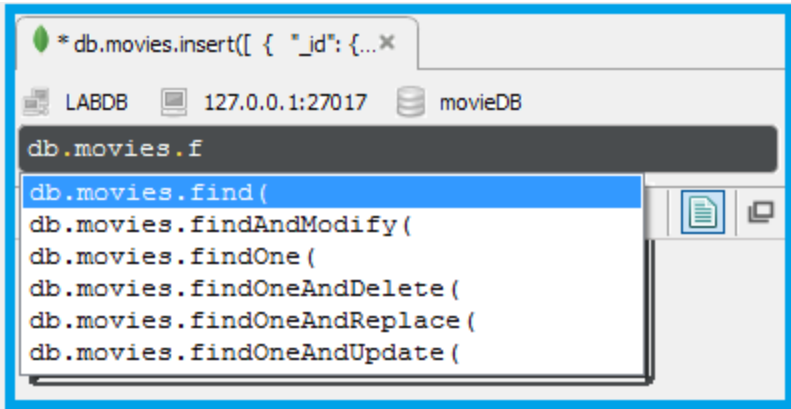 * db.movies.insert([ { "_id": {...
LABDB 127.0.0.1:27017 movieDB
db.movies.f
db.movies.find(
db.movies.findAndModify(
db.movies.findOne(
db.movies.findOneAndDelete(
db.movies.findOneAndReplace(
db.movies.findOneAndUpdate(